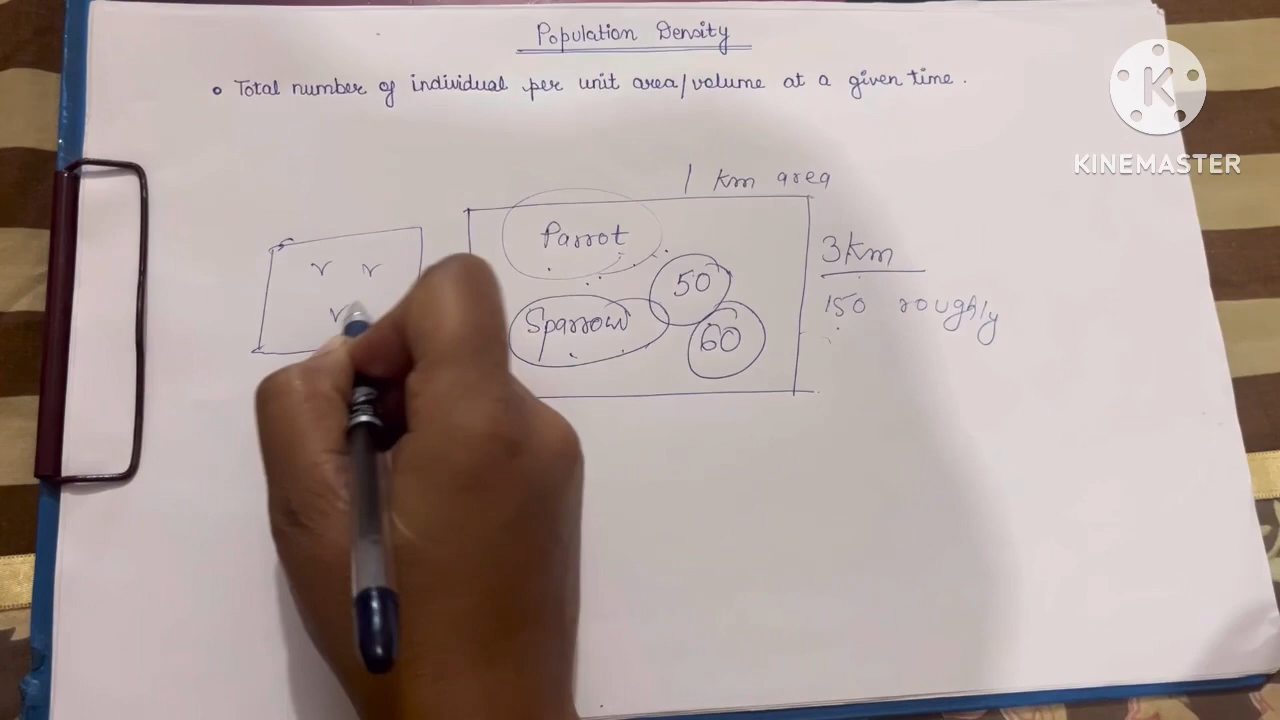 Population Density
• Total number of individual per unit area/volume at a given time.
K
KINEMASTER
1 km area
Parrot
3km
r r
50
150 roughly
r
Sparrow
60